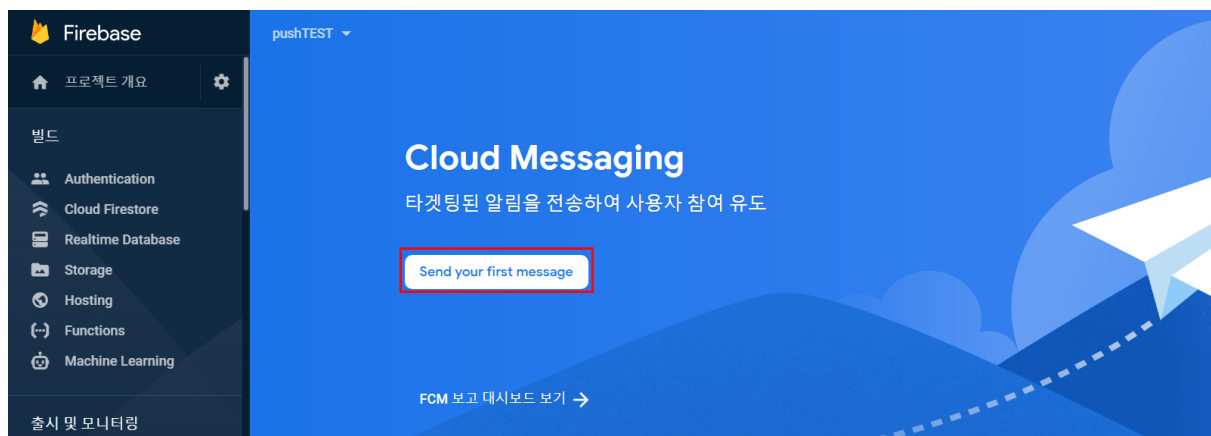 Firebase
pushTEST
프로젝트 개요
빌드
Authentication
Cloud Firestore
Realtime Database
Storage
Hosting
Functions
Machine Learning
출시 및 모니터링
Cloud Messaging
타겟팅된 알림을 전송하여 사용자 참여 유도
Send your first message
FCM 보고 대시보드 보기